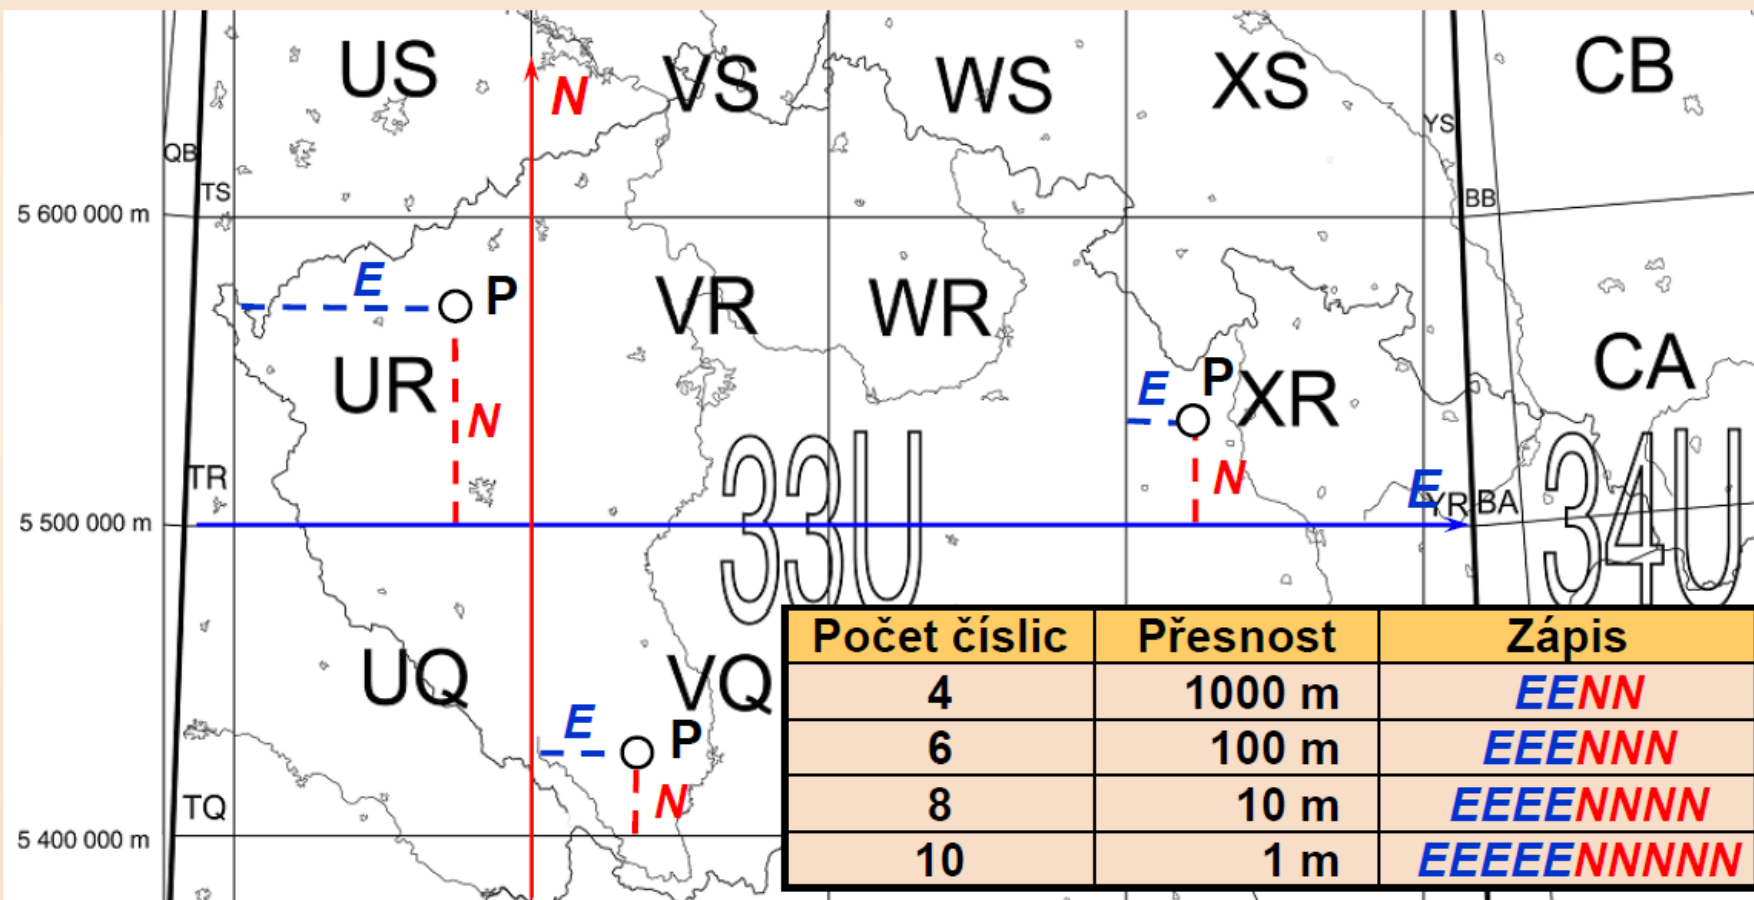 US
VS
WS
XS
CB
N
YS
QB
TS
BB
5 600 000 m
E
P
VR
WR
UR
N
E
P
XR
CA
TR
N
E
YR
BA
5 500 000 m
33U
34U
UQ
VQ
E
P
N
TQ
5 400 000 m
Počet číslic Přesnost Zápis
4 1000 m EENN
6 100 m EEENNN
8 10 m EEEENNNN
10 1 m EEEEENNNNN